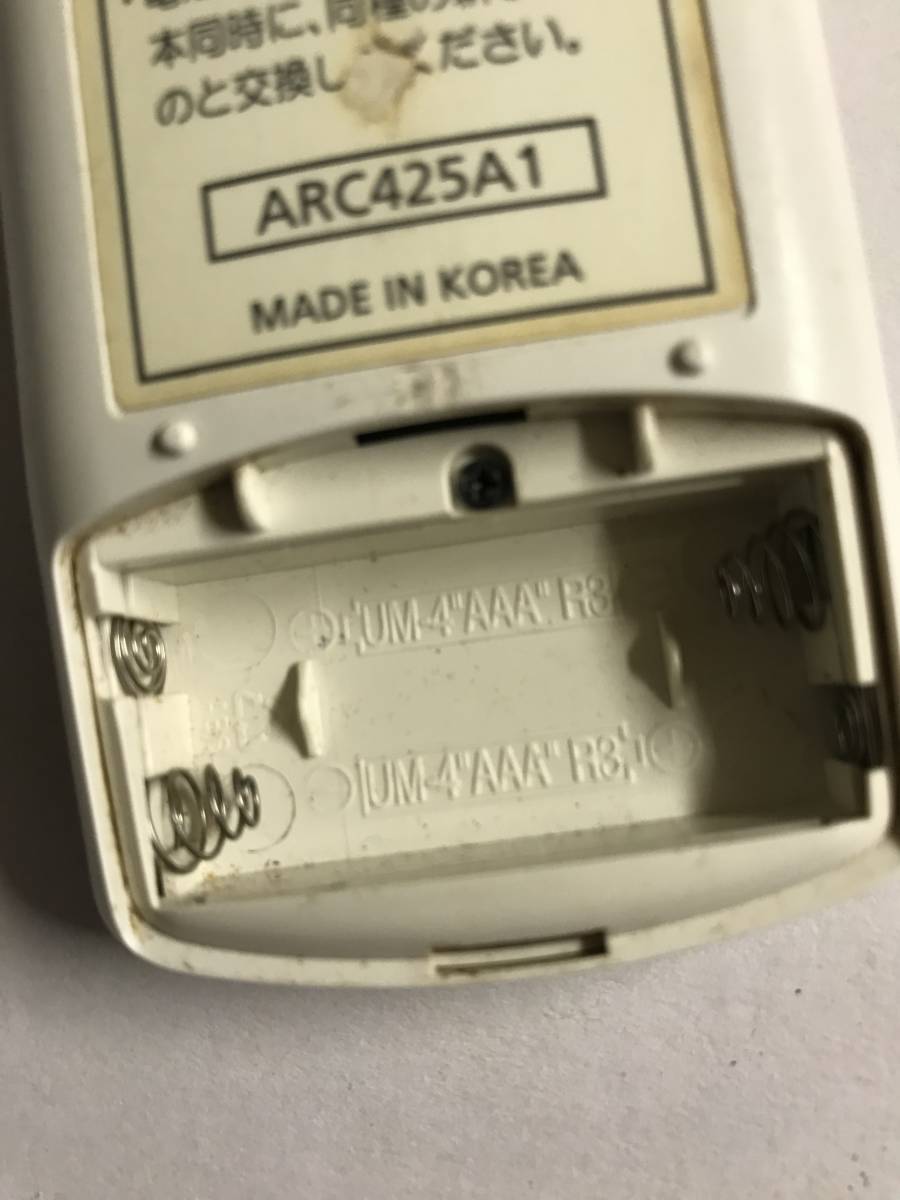 本同時に、同種の
のと交換し ください。
ARC425A1
MADE IN KOREA
UM-4"AAA" R3
UM-4"AAA" R3